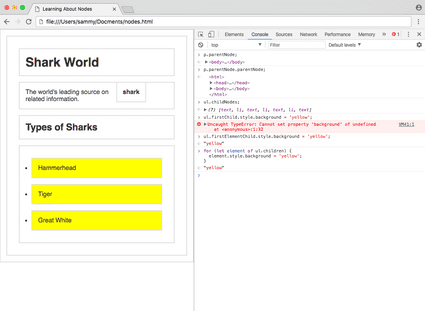 Learning About Nodes
file:///Users/sammy/Docments/nodes.html
Shark World
The world's leading source on
related information.
shark
Types of Sharks
Hammerhead
Tiger
Great White
Elements Console Sources Network Performance Memory » 1
top Filter Default levels
p.parentNode;
<body>…</body>
p.parentNode.parentNode;
<html>
<head>…</head>
<body>…</body>
</html>
ul.childNodes;
(7) [text, li, text, li, text, li, text]
ul.firstChild.style.background = 'yellow';
Uncaught TypeError: Cannot set property 'background' of undefined
at <anonymous>:1:32
VM41:1
ul.firstElementChild.style.background = 'yellow';
"yellow"
for (let element of ul.children) {
element.style.background = 'yellow';
}
"yellow"